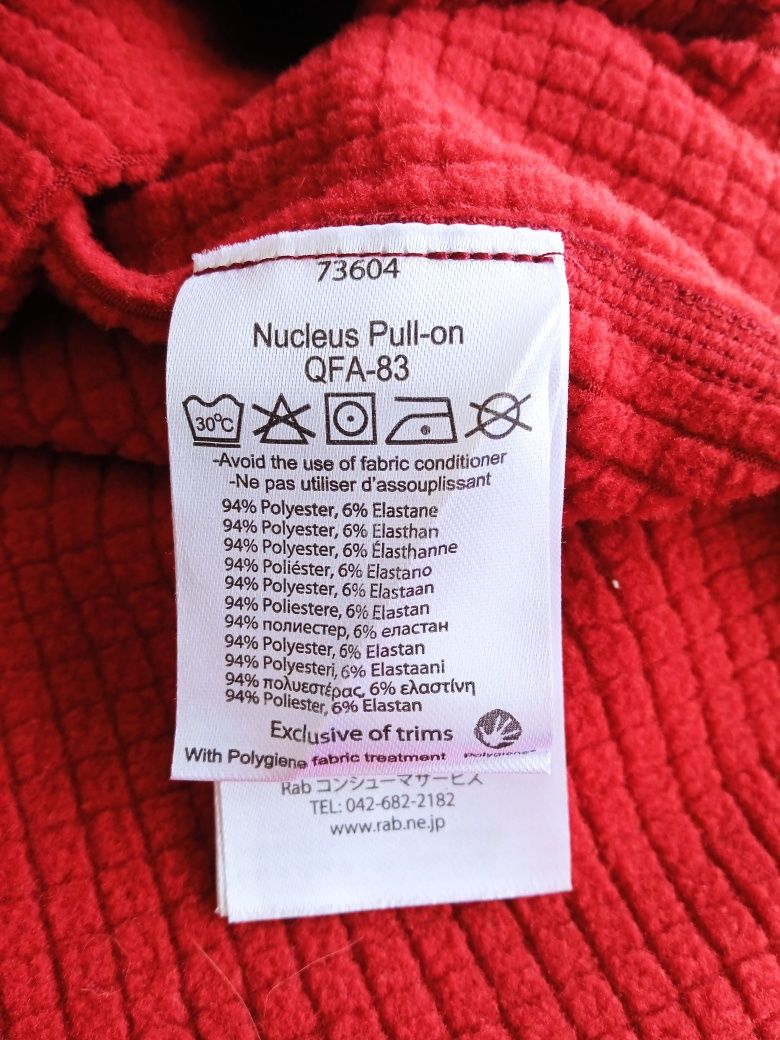 73604
Nucleus Pull-on
QFA-83
30°C
-Avoid the use of fabric conditioner
-Ne pas utiliser d'assouplissant
94% Polyester, 6% Elastane
94% Polyester, 6% Elasthan
94% Polyester, 6% Élasthanne
94% Poliéster, 6% Elastano
94% Polyester, 6% Elastaan
94% Poliestere, 6% Elastan
94% полиестер, 6% еластан
94% Polyester, 6% Elastan
94% Polyesteri, 6% Elastaani
94% πολυεστέρας, 6% ελαστίνη
94% Poliester, 6% Elastan
Exclusive of trims
With Polygiene fabric treatment Polygiene
Rab コンシューマサービス
TEL: 042-682-2182
www.rab.ne.jp